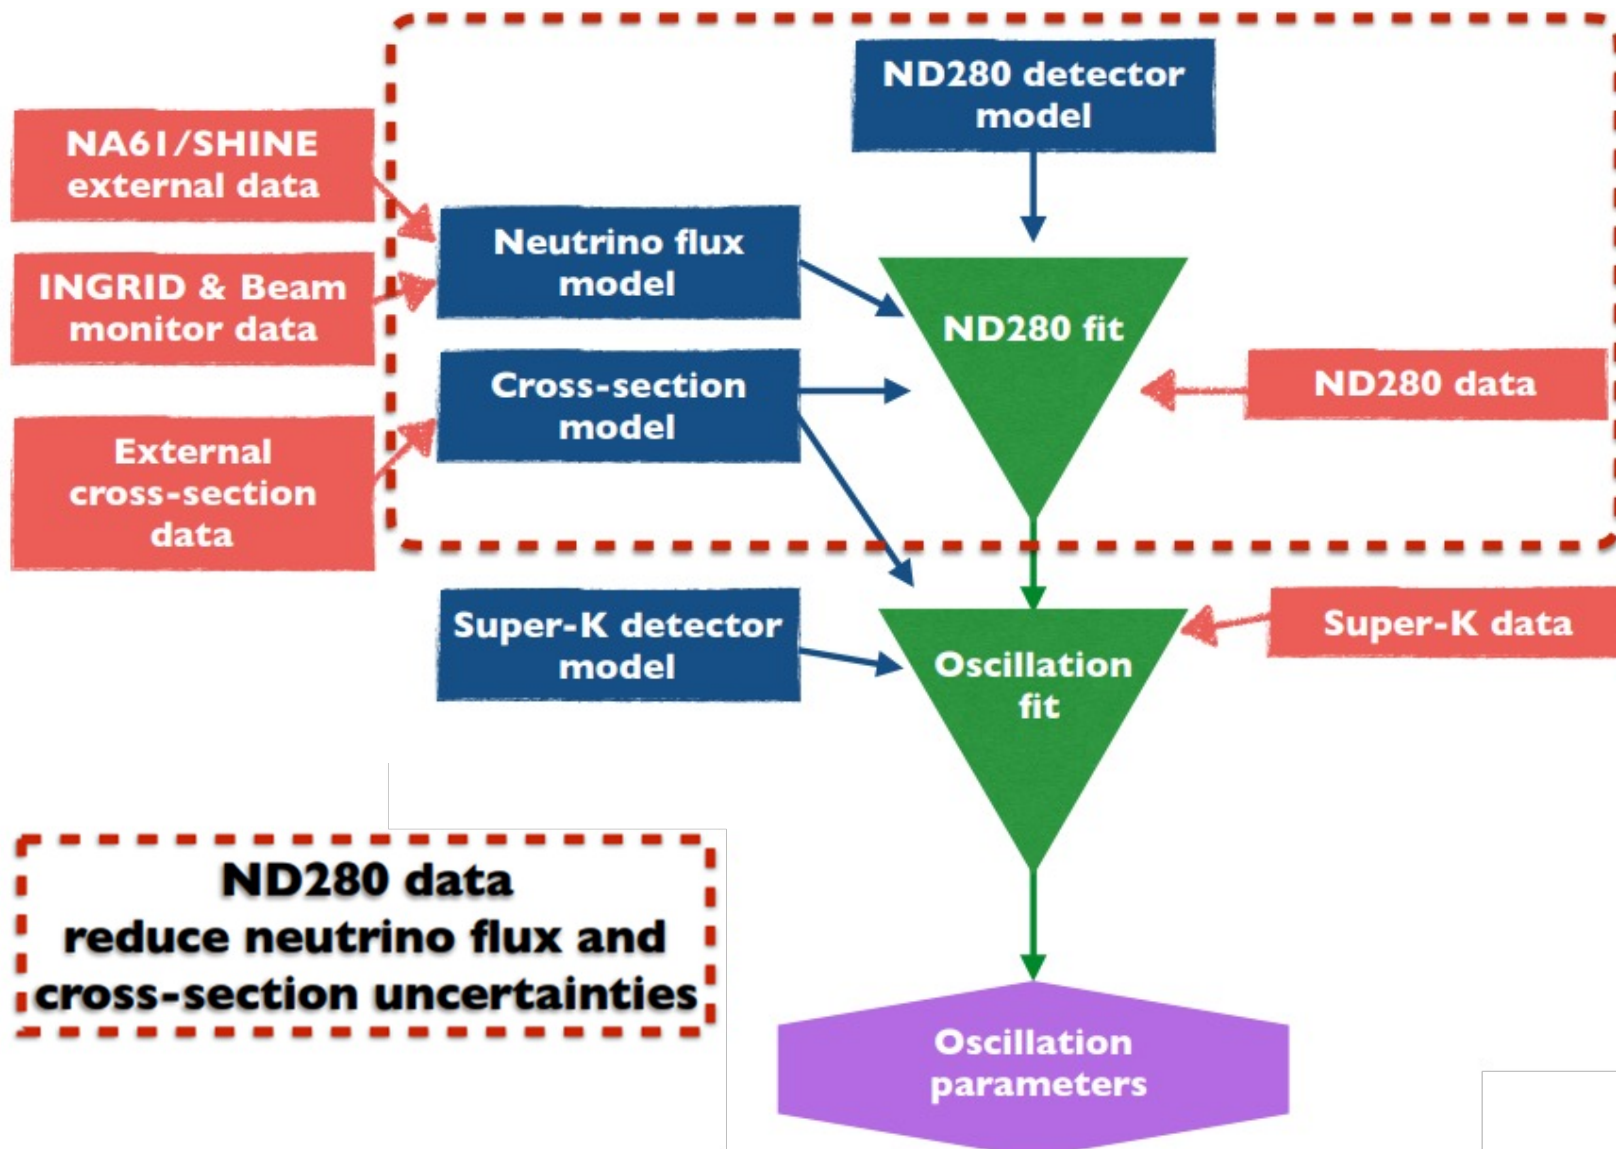 ND280 detector
model
NA61/SHINE
external data
Neutrino flux
model
INGRID & Beam
monitor data
ND280 fit
Cross-section
model
ND280 data
External
cross-section
data
Super-K detector
model
Super-K data
Oscillation
fit
ND280 data
reduce neutrino flux and
cross-section uncertainties
Oscillation
parameters